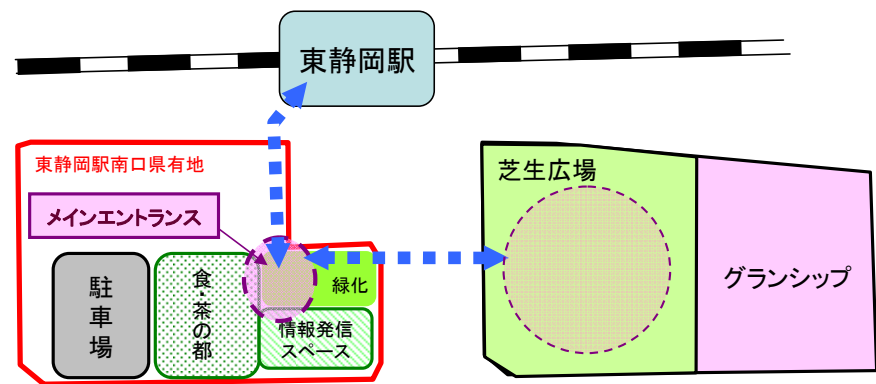 東静岡駅
東静岡駅南口県有地
メインエントランス
駐車場
食・茶の都
緑化
情報発信
スペース
芝生広場
グランシップ